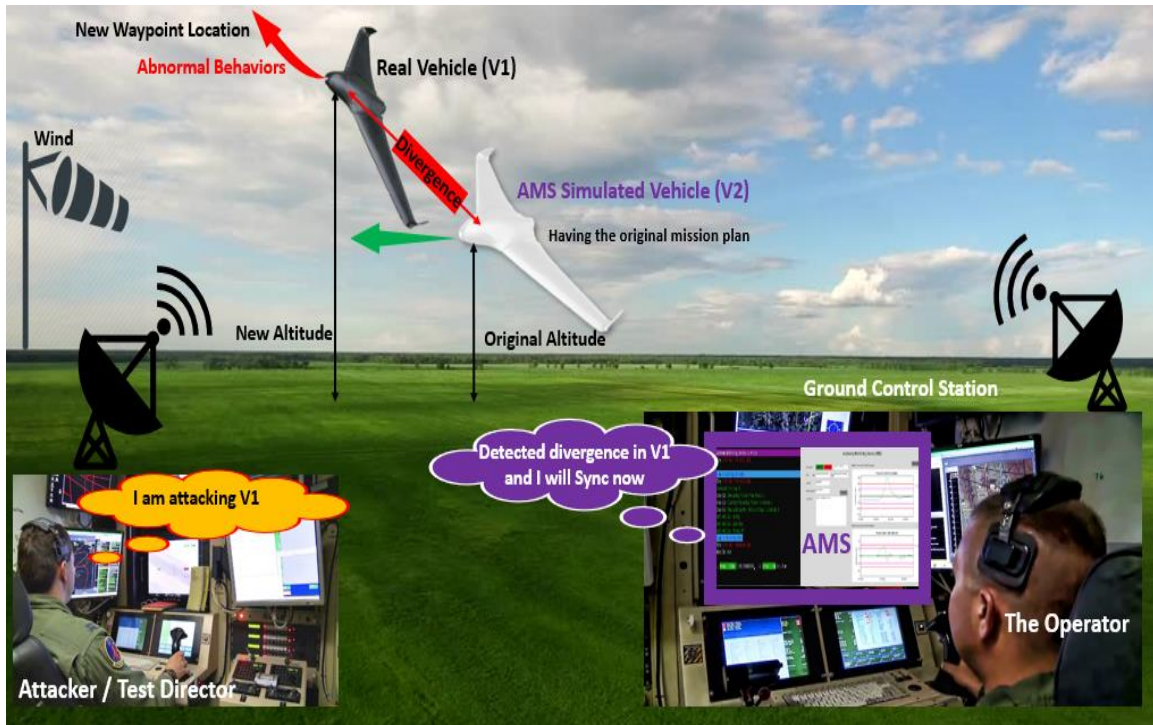 New Waypoint Location
Abnormal Behaviors
Real Vehicle (V1)
Wind
Divergence
AMS Simulated Vehicle (V2)
Having the original mission plan
New Altitude
Original Altitude
Ground Control Station
Detected divergence in V1
and I will Sync now
I am attacking V1
AMS
The Operator
Attacker / Test Director